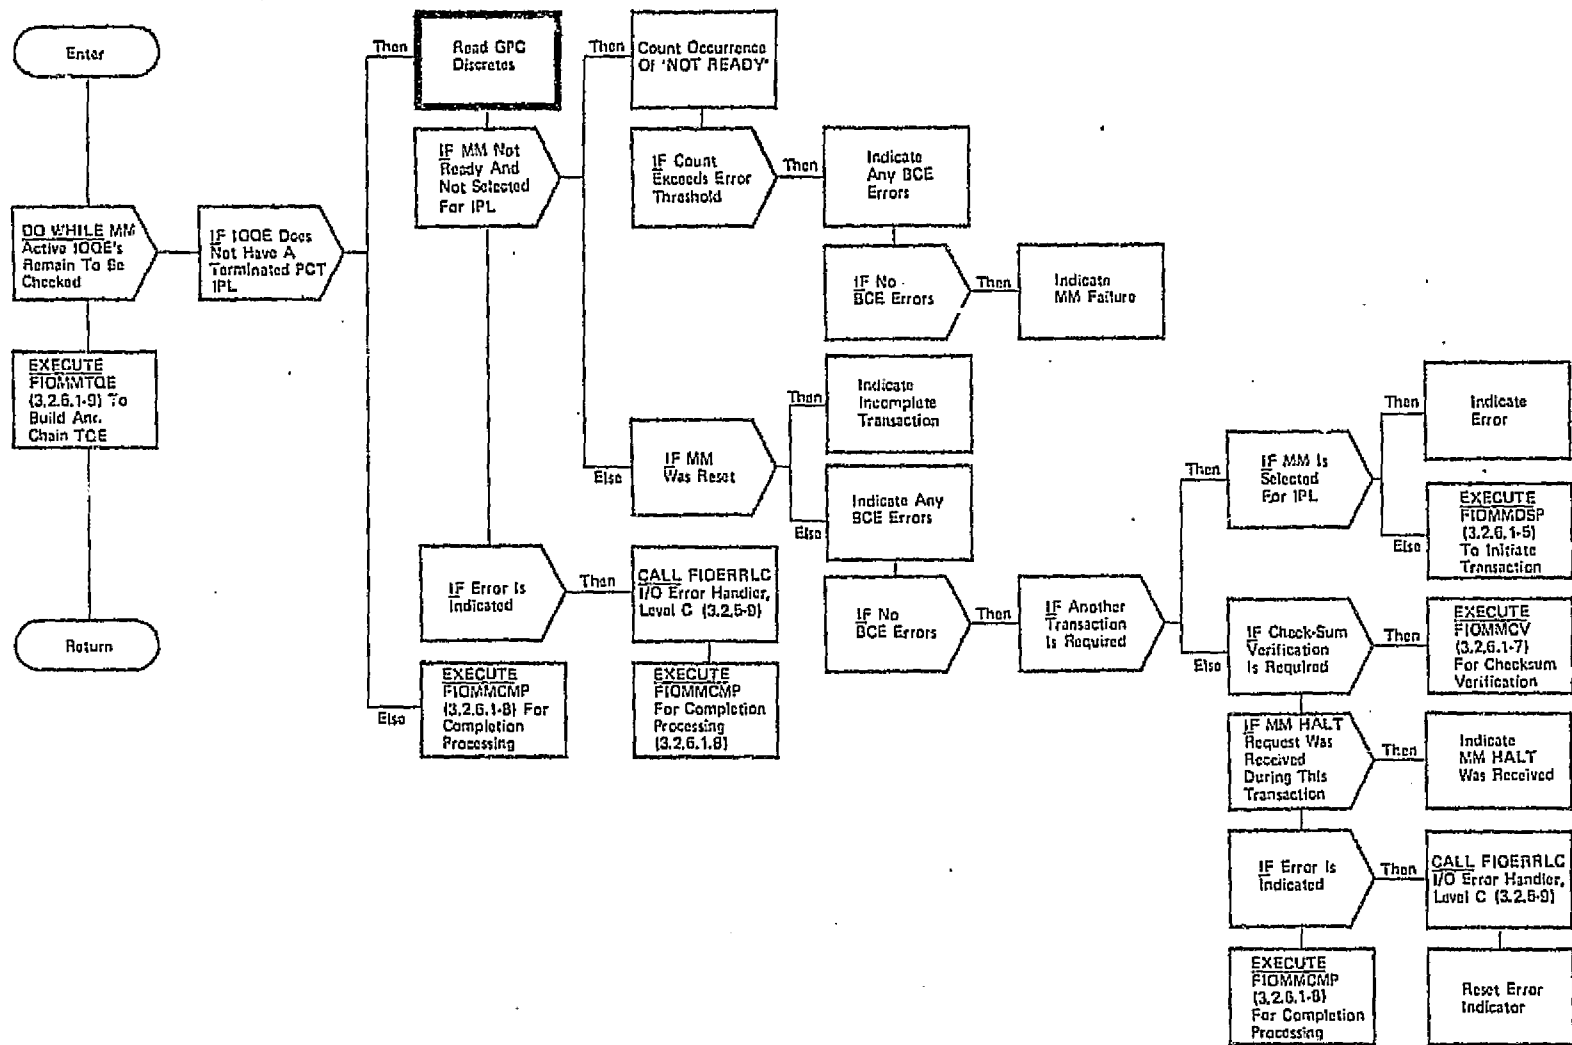 Enter
DO WHILE MM
Active IOQE's
Remain To Be
Checked
EXECUTE
FIOMMTQE
(3.2.6.1-9) To
Build And
Chain TQE
Return
IF IOQE Does
Not Have A
Terminated PCT
IPL
Then
Read GPC
Discretes
IF MM Not
Ready And
Not Selected
For IPL
Then
Count Occurrence
Of 'NOT READY'
IF Count
Exceeds Error
Threshold
Then
Indicate
Any BCE
Errors
IF No
BCE Errors
Then
Indicate
MM Failure
Else
IF MM
Was Reset
Then
Indicate
Incomplete
Transaction
Else
Indicate Any
BCE Errors
IF No
BCE Errors
Then
IF Another
Transaction
Is Required
Then
IF MM Is
Selected
For IPL
Then
Indicate
Error
Else
EXECUTE
FIOMMDSP
(3.2.6.1-5)
To Initiate
Transaction
Else
IF Check-Sum
Verification
Is Required
Then
EXECUTE
FIOMMCV
(3.2.6.1-7)
For Checksum
Verification
IF MM HALT
Request Was
Received
During This
Transaction
Then
Indicate
MM HALT
Was Received
IF Error Is
Indicated
Then
CALL FIOERRLC
I/O Error Handler,
Level C (3.2.5-9)
Reset Error
Indicator
EXECUTE
FIOMMCMP
(3.2.6.1-8)
For Completion
Processing
IF Error Is
Indicated
Then
CALL FIOERRLC
I/O Error Handler,
Level C (3.2.5-9)
EXECUTE
FIOMMCMP
For Completion
Processing
(3.2.6.1.8)
Else
EXECUTE
FIOMMCMP
(3.2.6.1-8) For
Completion
Processing